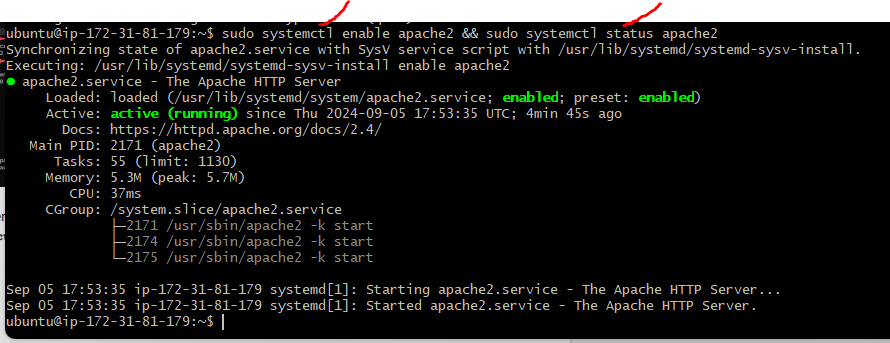 ubuntu@ip-172-31-81-179:~$ sudo systemctl enable apache2 && sudo systemctl status apache2
Synchronizing state of apache2.service with SysV service script with /usr/lib/systemd/systemd-sysv-install.
Executing: /usr/lib/systemd/systemd-sysv-install enable apache2
● apache2.service - The Apache HTTP Server
Loaded: loaded (/usr/lib/systemd/system/apache2.service; enabled; preset: enabled)
Active: active (running) since Thu 2024-09-05 17:53:35 UTC; 4min 45s ago
Docs: https://httpd.apache.org/docs/2.4/
Main PID: 2171 (apache2)
Tasks: 55 (limit: 1130)
Memory: 5.3M (peak: 5.7M)
CPU: 37ms
CGroup: /system.slice/apache2.service
├─2171 /usr/sbin/apache2 -k start
├─2174 /usr/sbin/apache2 -k start
└─2175 /usr/sbin/apache2 -k start
Sep 05 17:53:35 ip-172-31-81-179 systemd[1]: Starting apache2.service - The Apache HTTP Server...
Sep 05 17:53:35 ip-172-31-81-179 systemd[1]: Started apache2.service - The Apache HTTP Server.
ubuntu@ip-172-31-81-179:~$